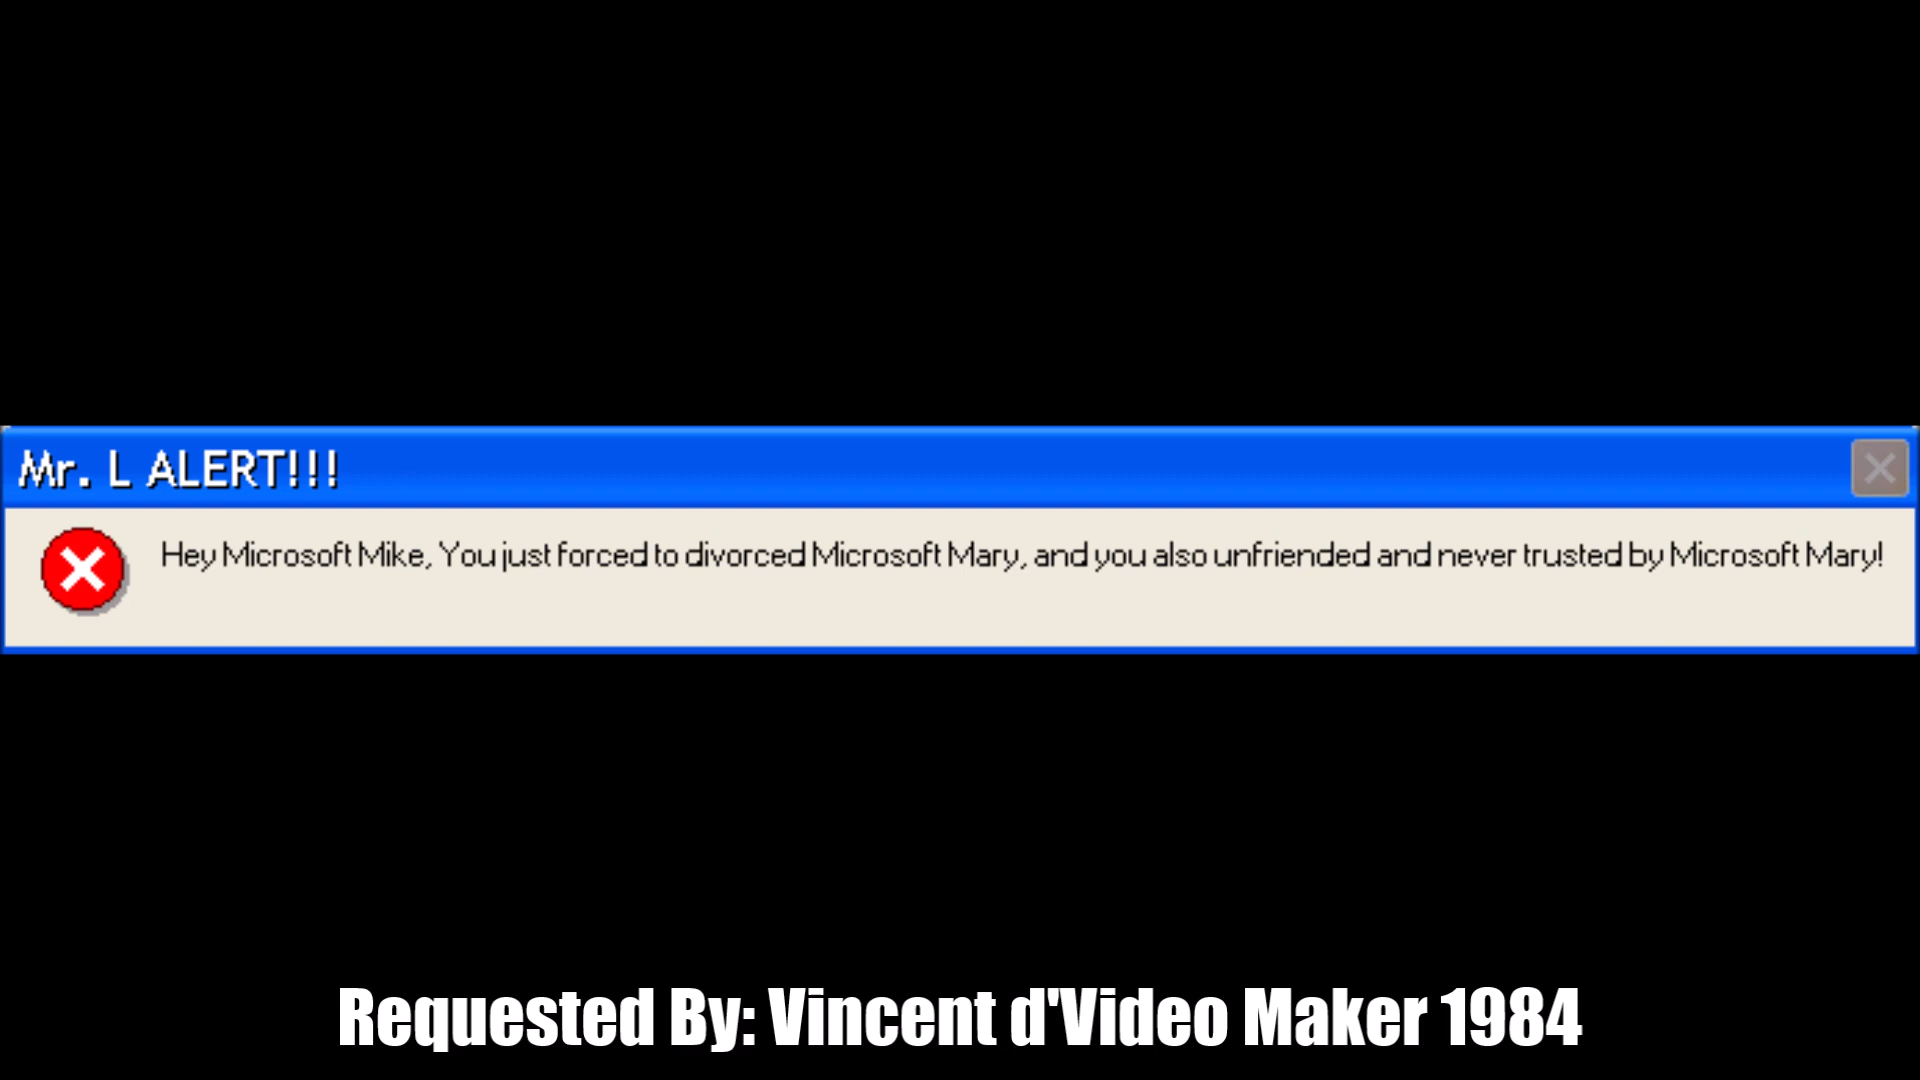 Mr. L ALERT!!!
Hey Microsoft Mike, You just forced to divorced Microsoft Mary, and you also unfriended and never trusted by Microsoft Mary!
Requested By: Vincent d'Video Maker 1984